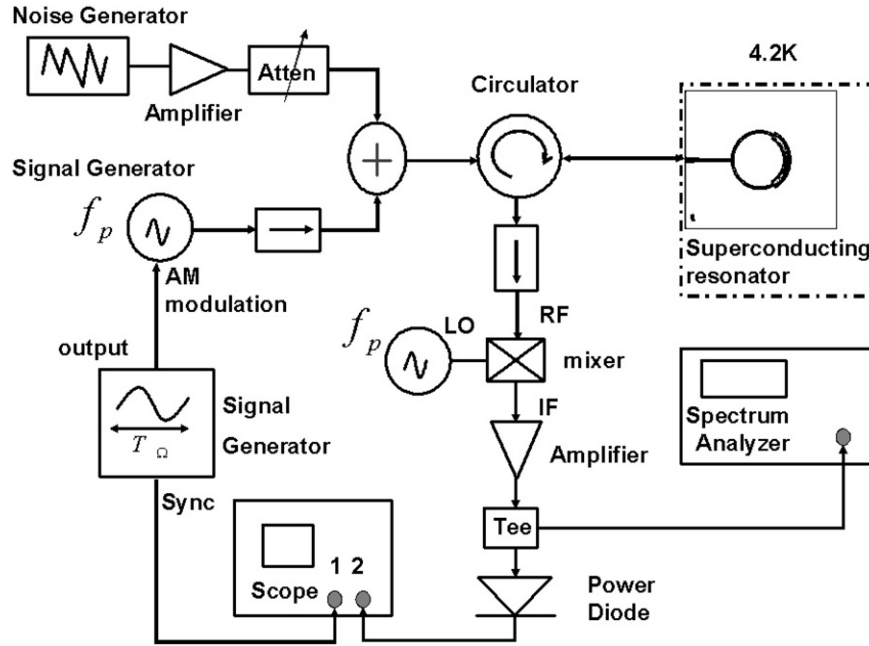 Noise Generator
Atten
Amplifier
4.2K
Circulator
Signal Generator
f_p
AM
modulation
Superconducting
resonator
LO
RF
f_p
mixer
output
IF
Signal
Generator
T_Ω
Amplifier
Spectrum
Analyzer
Sync
Tee
1 2
Scope
Power
Diode